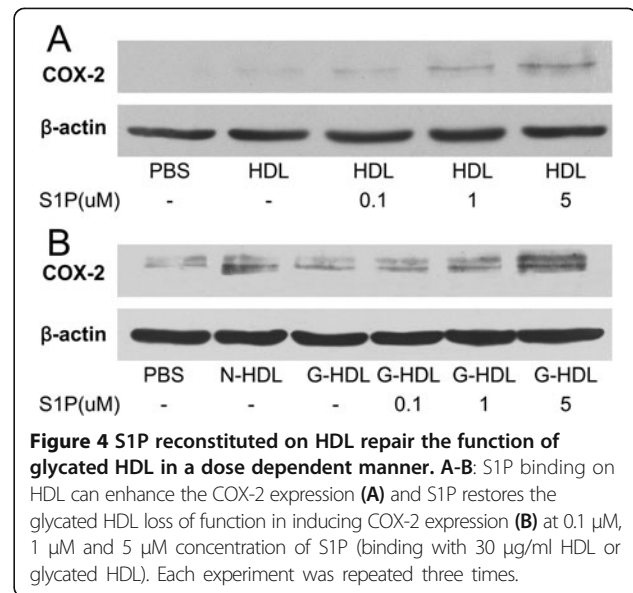 A
COX-2
β-actin
PBS HDL HDL HDL HDL
S1P(uM) - - 0.1 1 5
B
COX-2
β-actin
PBS N-HDL G-HDL G-HDL G-HDL G-HDL
S1P(uM) - - - 0.1 1 5
Figure 4 S1P reconstituted on HDL repair the function of
glycated HDL in a dose dependent manner. A-B: S1P binding on
HDL can enhance the COX-2 expression (A) and S1P restores the
glycated HDL loss of function in inducing COX-2 expression (B) at 0.1 μM,
1 μM and 5 μM concentration of S1P (binding with 30 μg/ml HDL or
glycated HDL). Each experiment was repeated three times.